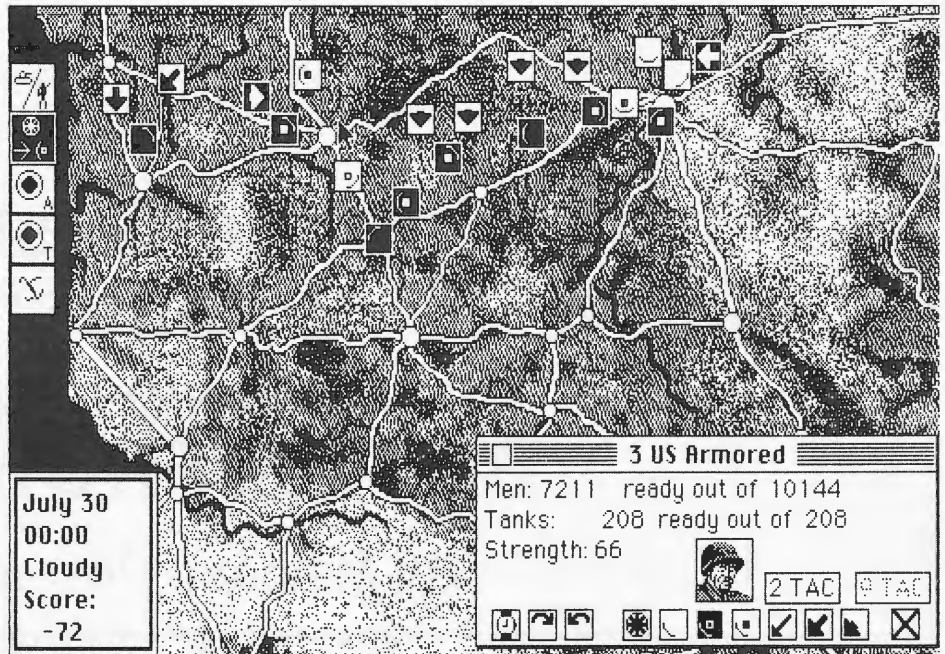 A
T
July 30
00:00
Cloudy
Score:
-72
3 US Armored
Men: 7211 ready out of 10144
Tanks: 208 ready out of 208
Strength: 66
2 TAC